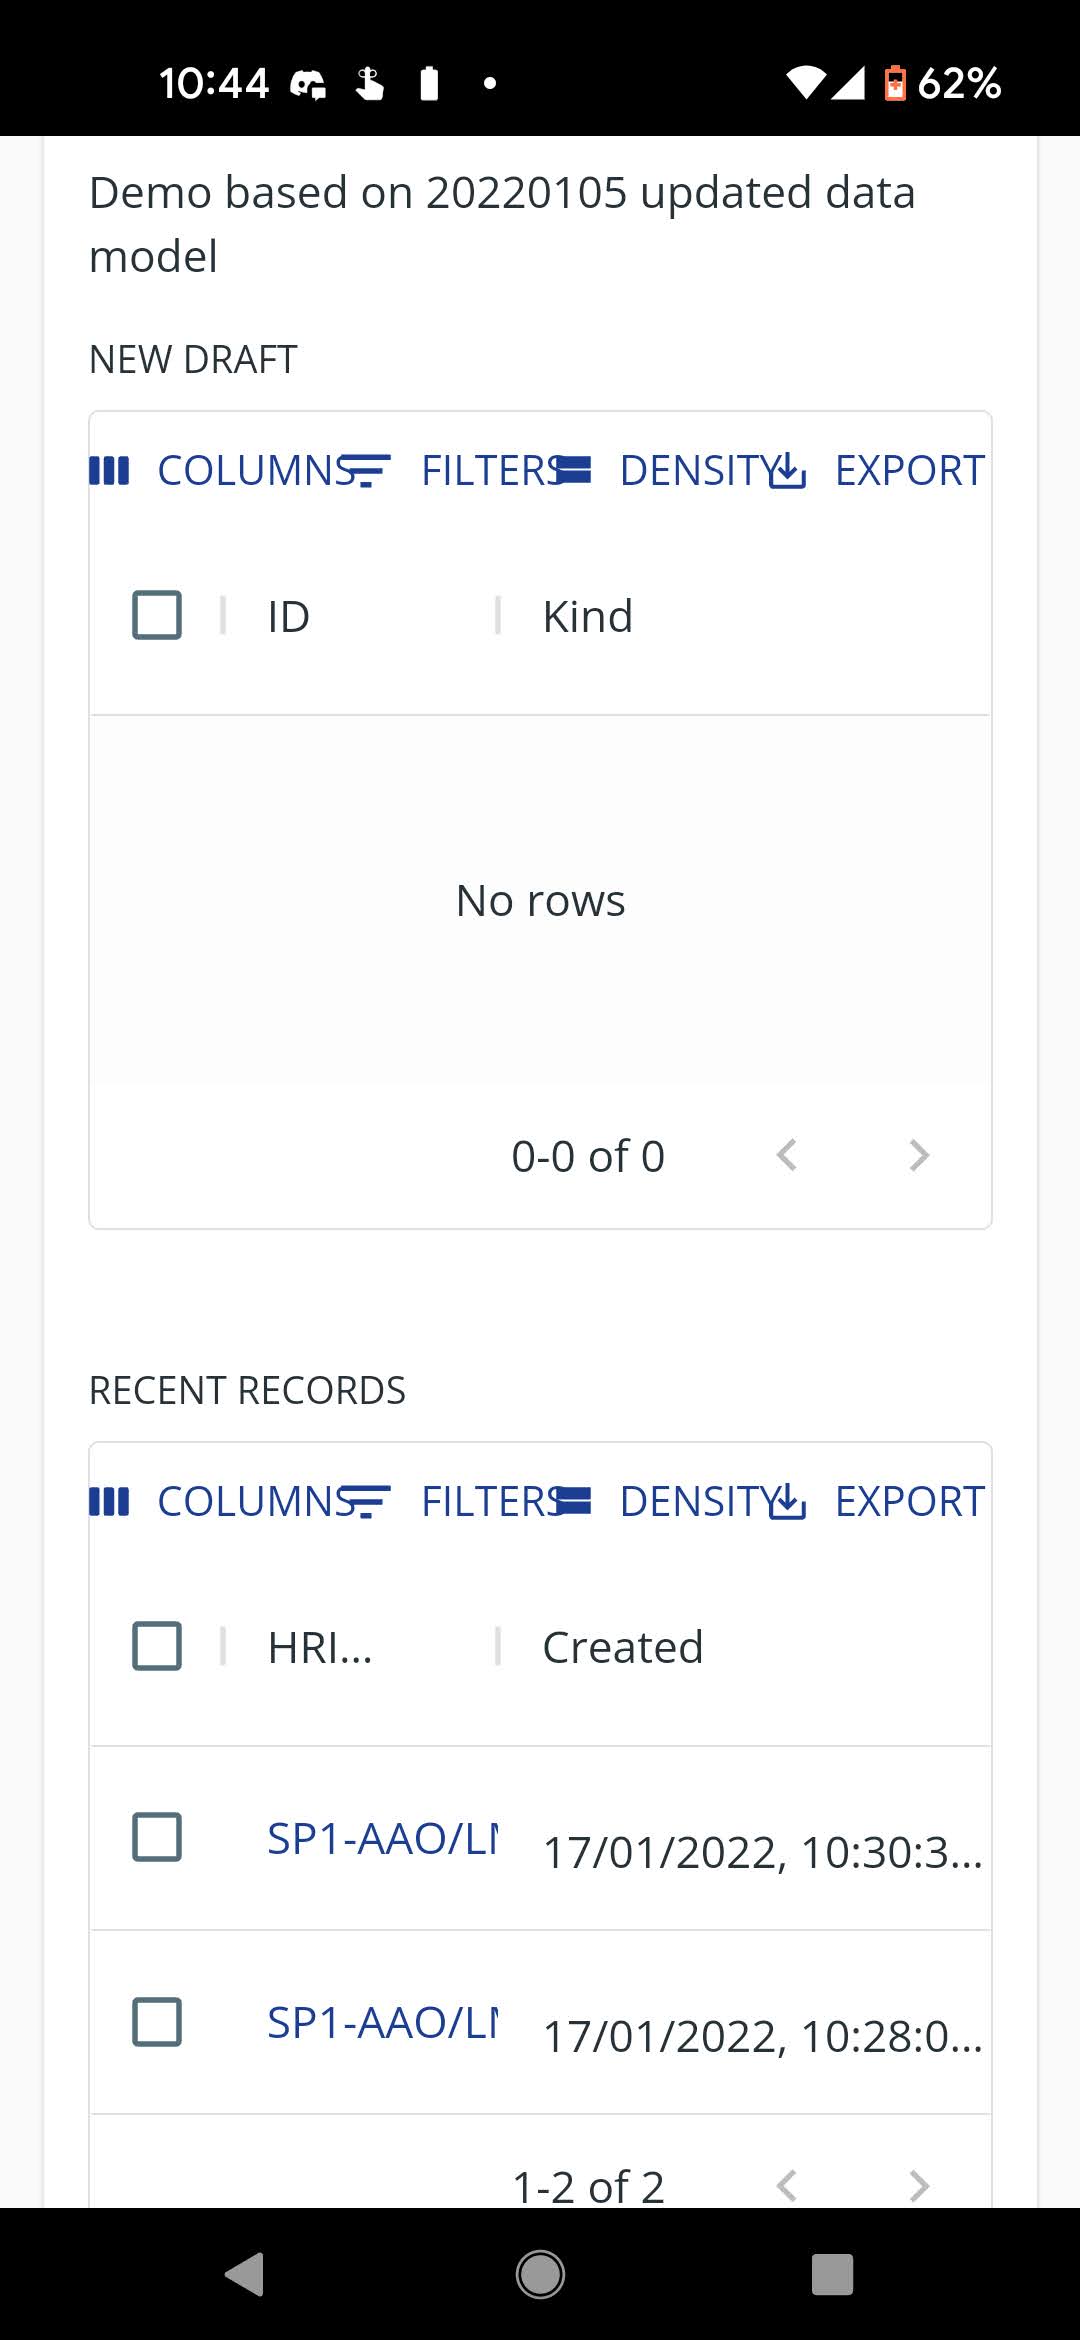 10:44 62%
Demo based on 20220105 updated data
model
NEW DRAFT
COLUMNS FILTERS DENSITY EXPORT
ID Kind
No rows
0-0 of 0
RECENT RECORDS
COLUMNS FILTERS DENSITY EXPORT
HRI... Created
SP1-AAO/LN 17/01/2022, 10:30:3...
SP1-AAO/LN 17/01/2022, 10:28:0...
1-2 of 2